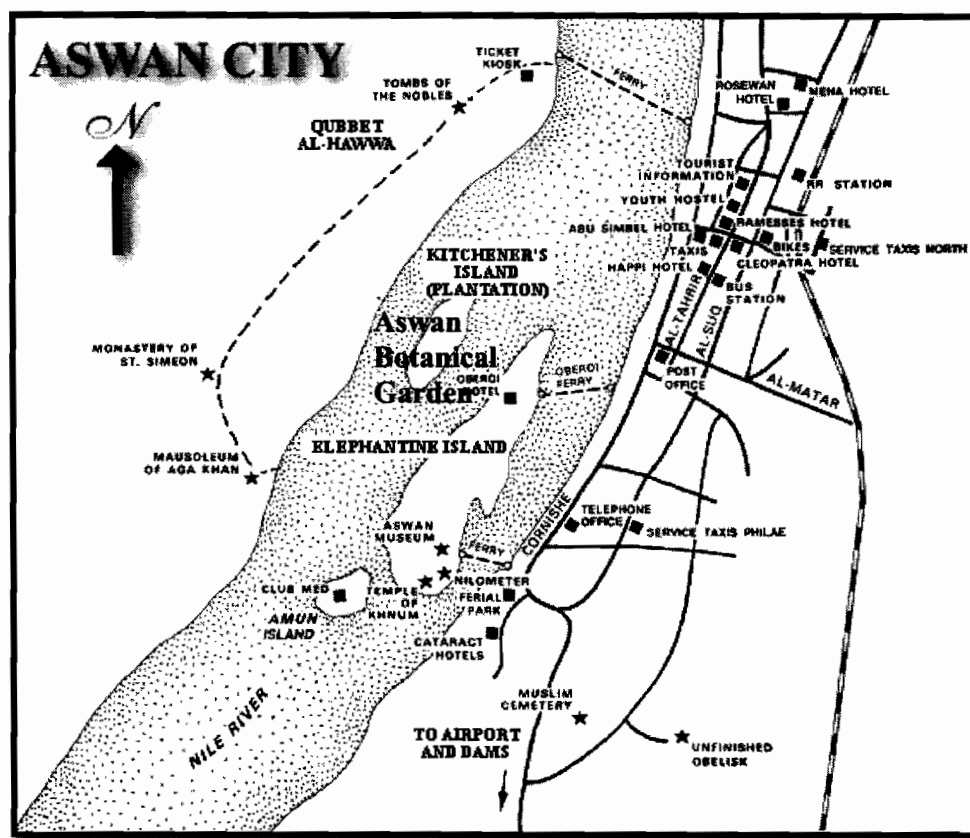 ASWAN CITY
N
TICKET
KIOSK
TOMBS OF
THE NOBLES
QUBBET
AL-HAWWA
FERRY
ROSEWAN
HOTEL
MENA HOTEL
TOURIST
INFORMATION
RR STATION
YOUTH HOSTEL
RAMESSES HOTEL
ABU SIMBEL HOTEL
TAXIS
BIKES
SERVICE TAXIS NORTH
CLEOPATRA HOTEL
HAPPI HOTEL
BUS
STATION
KITCHENER'S
ISLAND
(PLANTATION)
Aswan
Botanical
Garden
AL-TAHRIR
AL-SUQ
MONASTERY OF
ST. SIMEON
OBEROI
HOTEL
OBEROI
FERRY
POST
OFFICE
AL-MATAR
ELEPHANTINE ISLAND
MAUSOLEUM
OF AGA KHAN
CORNISHE
TELEPHONE
OFFICE
SERVICE TAXIS PHILAE
ASWAN
MUSEUM
FERRY
NILOMETER
CLUB MED
TEMPLE
OF
KHNUM
FERIAL
PARK
AMUN
ISLAND
CATARACT
HOTELS
MUSLIM
CEMETERY
NILE RIVER
TO AIRPORT
AND DAMS
UNFINISHED
OBELISK